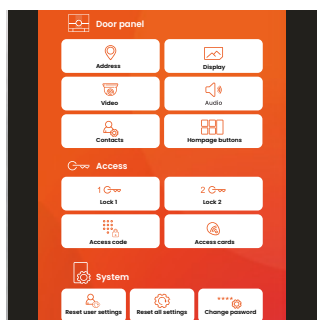 Door panel
Address
Display
Video
Audio
Contacts
Hompage buttons
Access
1
2
Lock 1
Lock 2
Access code
Access cards
System
Reset user settings
Reset all settings
Change pasword